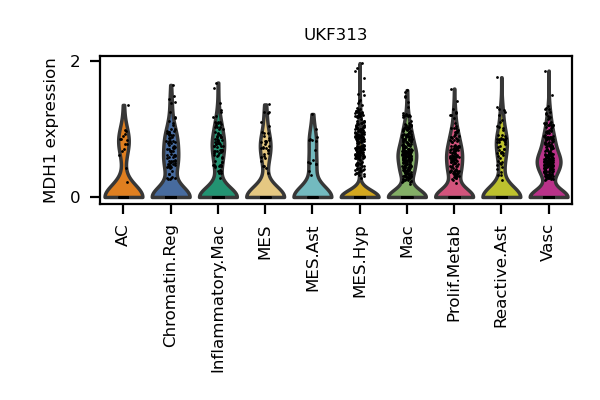 UKF313
MDH1 expression
2
0
AC
Chromatin.Reg
Inflammatory.Mac
MES
MES.Ast
MES.Hyp
Mac
Prolif.Metab
Reactive.Ast
Vasc